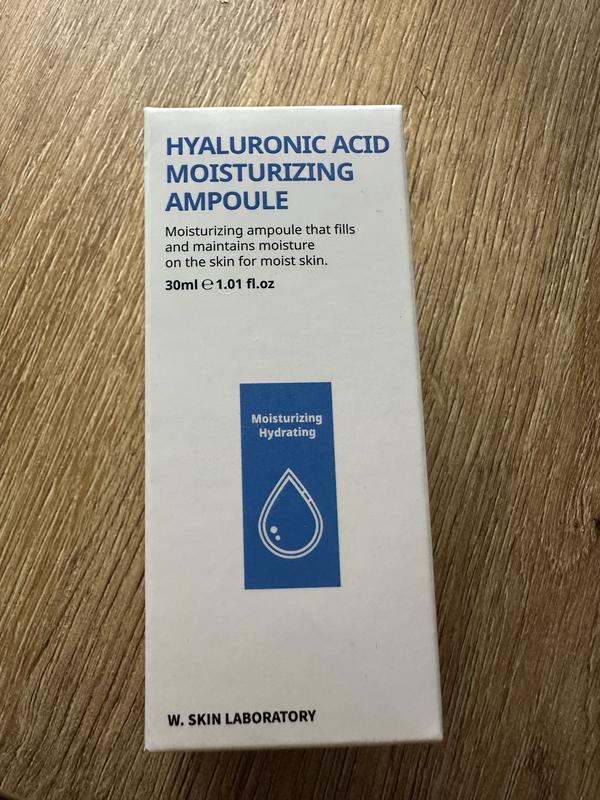 HYALURONIC ACID
MOISTURIZING
AMPOULE
Moisturizing ampoule that fills
and maintains moisture
on the skin for moist skin.
30ml ℮ 1.01 fl.oz
Moisturizing
Hydrating
W. SKIN LABORATORY